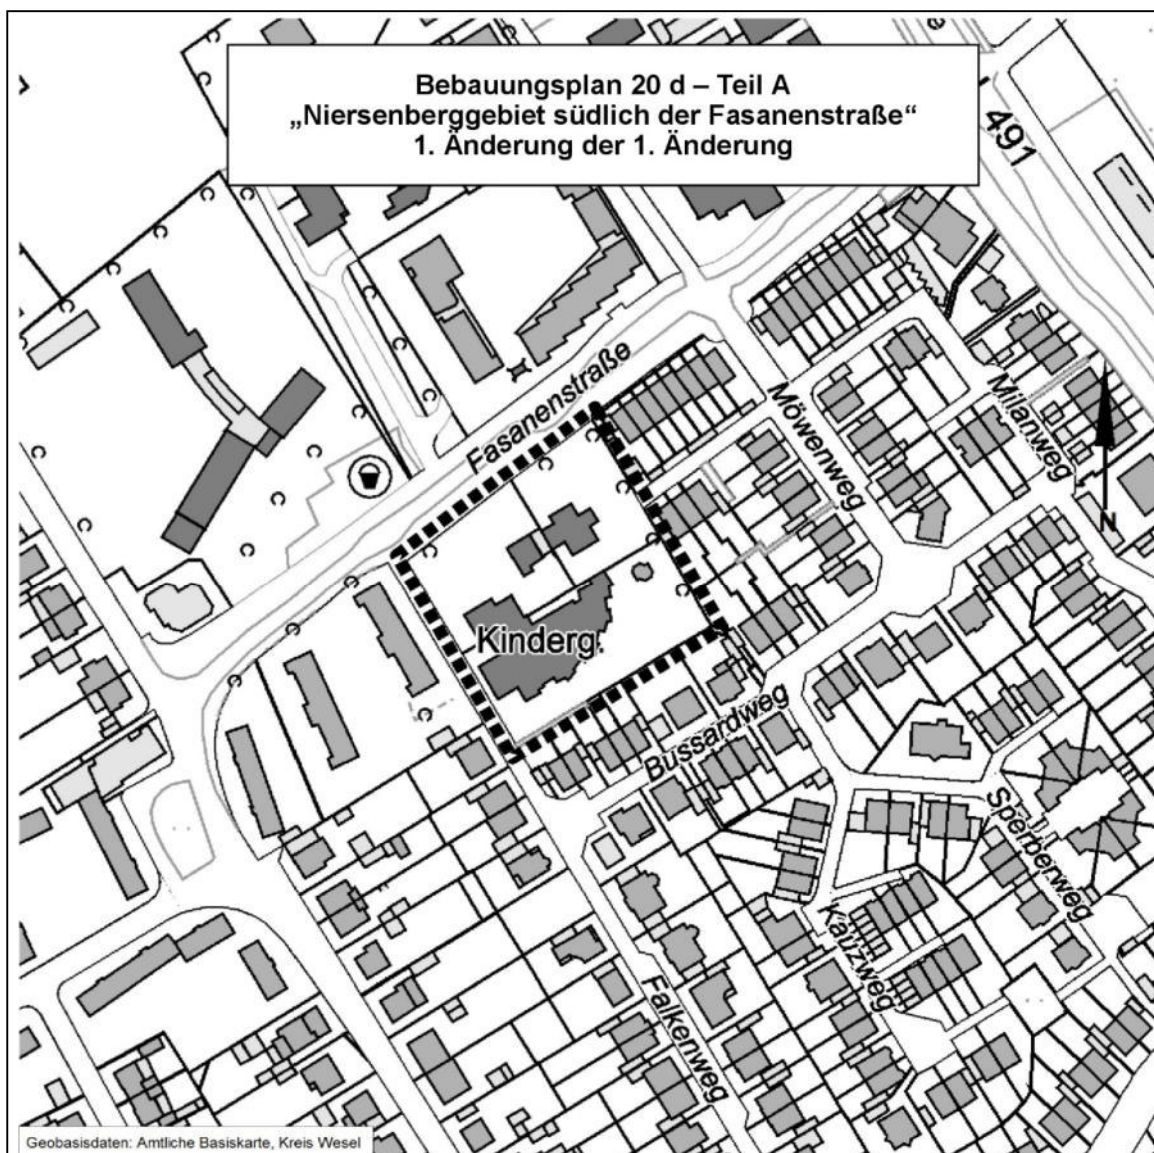 Bebauungsplan 20 d – Teil A
„Niersenberggebiet südlich der Fasanenstraße“
1. Änderung der 1. Änderung
491
Fasanenstraße
Möwenweg
Milanweg
N
Kinderg.
Bussardweg
Sperberweg
Kauzweg
Falkenweg
Geobasisdaten: Amtliche Basiskarte, Kreis Wesel